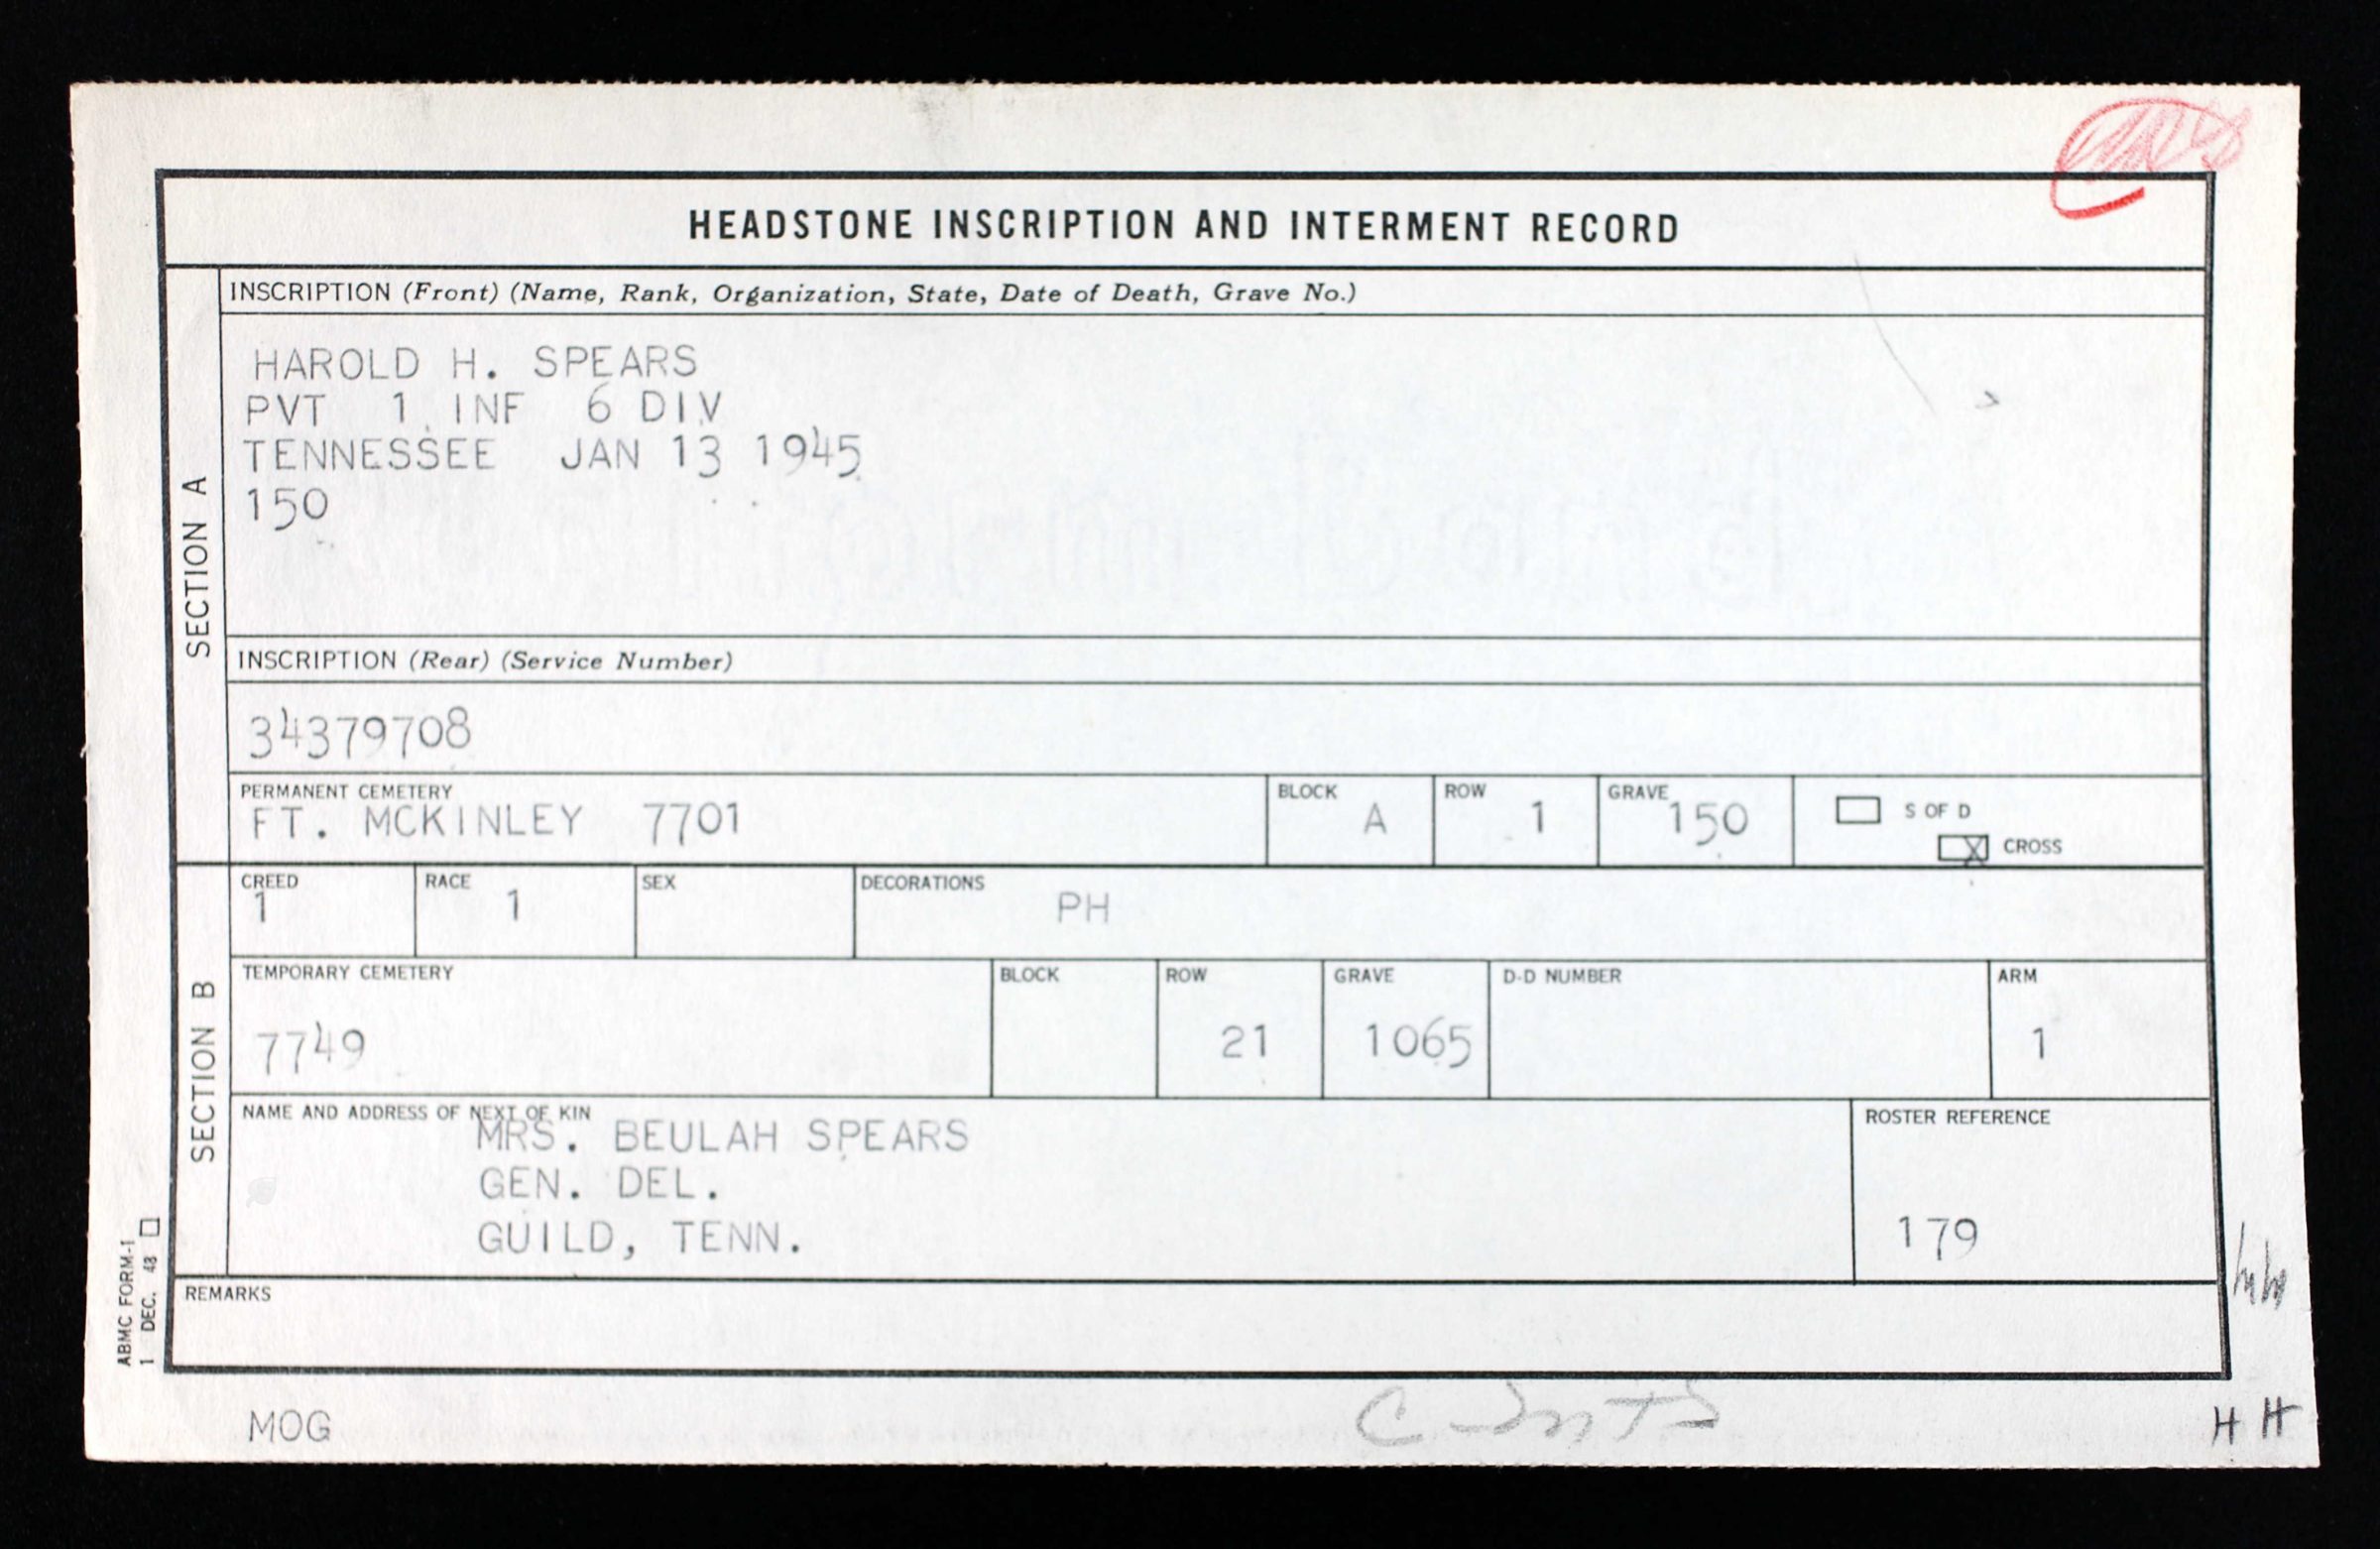 HEADSTONE INSCRIPTION AND INTERMENT RECORD
SECTION A
INSCRIPTION (Front) (Name, Rank, Organization, State, Date of Death, Grave No.)
HAROLD H. SPEARS
PVT 1 INF 6 DIV
TENNESSEE JAN 13 1945
150
INSCRIPTION (Rear) (Service Number)
34379708
PERMANENT CEMETERY BLOCK ROW GRAVE
FT. MCKINLEY 7701 A 1 150
S OF D
X CROSS
SECTION B
CREED RACE SEX DECORATIONS
1 1 PH
TEMPORARY CEMETERY BLOCK ROW GRAVE D-D NUMBER ARM
7749 21 1065 1
NAME AND ADDRESS OF NEXT OF KIN ROSTER REFERENCE
MRS. BEULAH SPEARS
GEN. DEL.
GUILD, TENN. 179
REMARKS
ABMC FORM-1
1 DEC. 48
MOG
H H